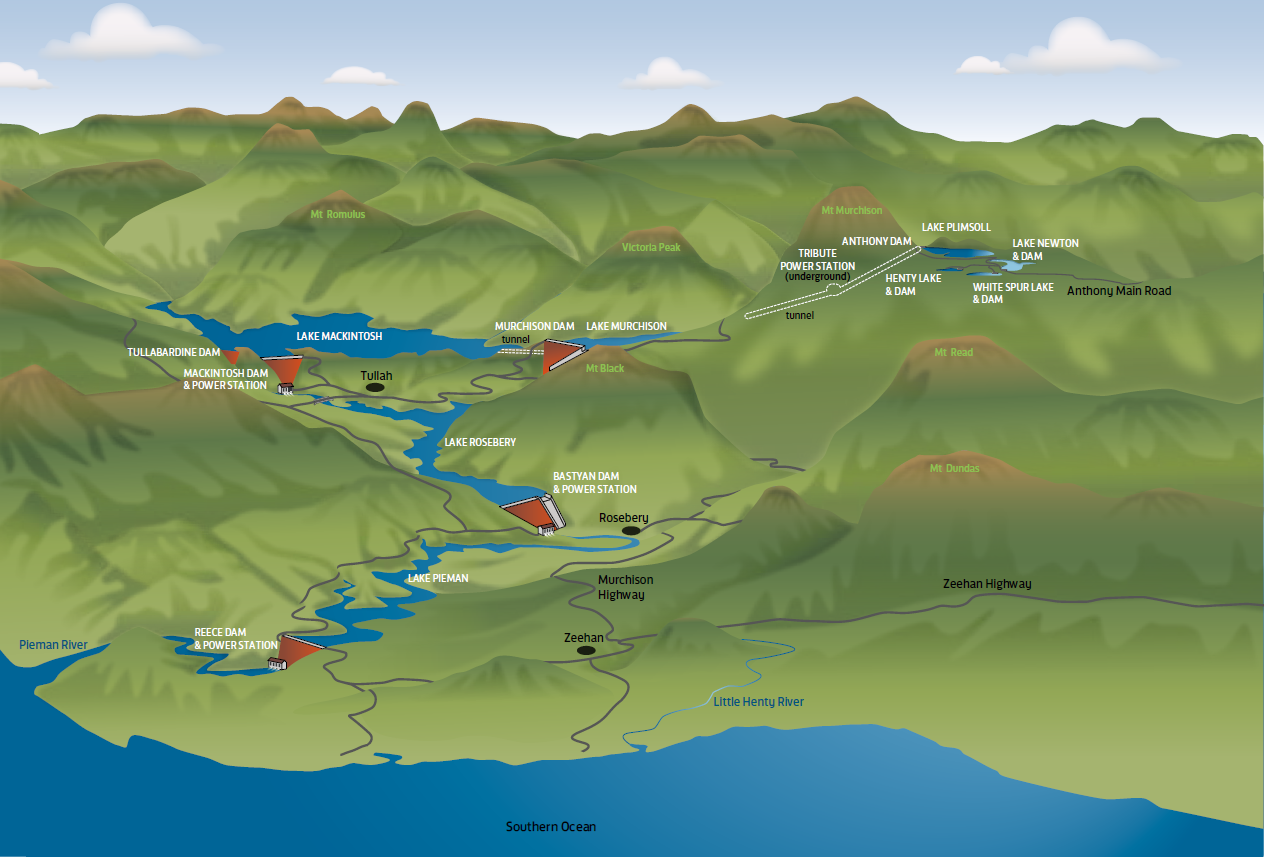 Mt Romulus
Mt Murchison
Victoria Peak
LAKE PLIMSOLL
ANTHONY DAM
LAKE NEWTON
& DAM
TRIBUTE
POWER STATION
(underground)
HENTY LAKE
& DAM
WHITE SPUR LAKE
& DAM
Anthony Main Road
tunnel
MURCHISON DAM
LAKE MURCHISON
tunnel
LAKE MACKINTOSH
TULLABARDINE DAM
MACKINTOSH DAM
& POWER STATION
Tullah
Mt Black
Mt Read
LAKE ROSEBERY
Mt Dundas
BASTYAN DAM
& POWER STATION
Rosebery
LAKE PIEMAN
Murchison
Highway
Zeehan Highway
REECE DAM
& POWER STATION
Pieman River
Zeehan
Little Henty River
Southern Ocean